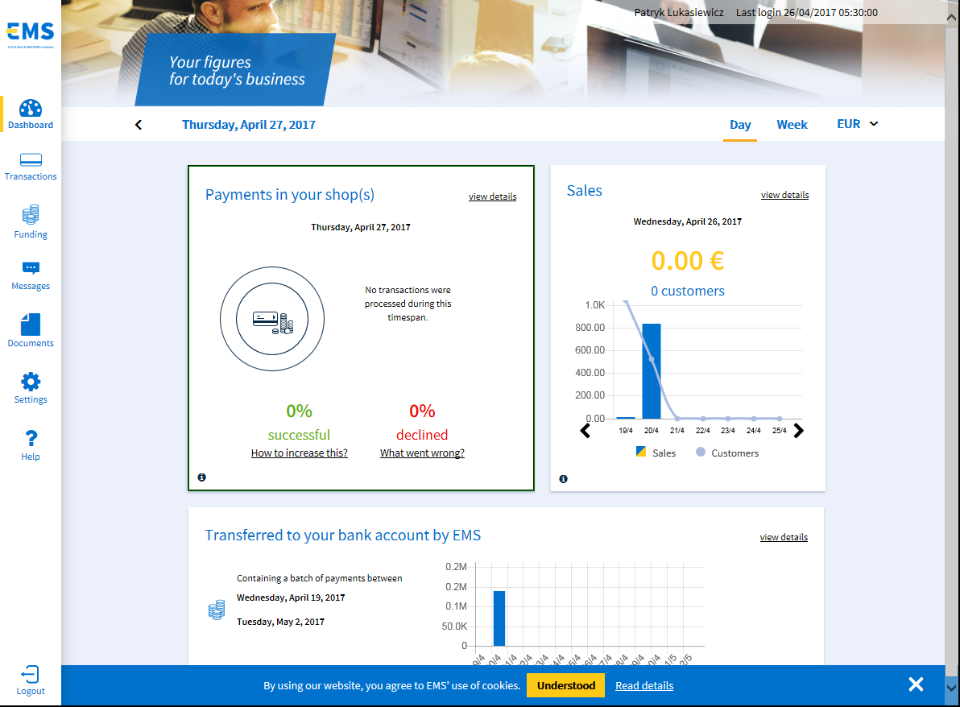 Patryk Lukasiewicz Last login 26/04/2017 05:30:00
EMS
Your figures
for today's business
Dashboard
Transactions
Funding
Messages
Documents
Settings
Help
Logout
Thursday, April 27, 2017
Day Week EUR
Payments in your shop(s)
view details
Thursday, April 27, 2017
No transactions were
processed during this
timespan.
0%
successful
How to increase this?
0%
declined
What went wrong?
Sales
view details
Wednesday, April 26, 2017
0.00 €
0 customers
1.0K
800.00
600.00
400.00
200.00
0.00
19/4 20/4 21/4 22/4 23/4 24/4 25/4
Sales Customers
Transferred to your bank account by EMS
view details
Containing a batch of payments between
Wednesday, April 19, 2017
Tuesday, May 2, 2017
0.2M
0.2M
0.1M
50.0K
0
By using our website, you agree to EMS' use of cookies. Understood Read details